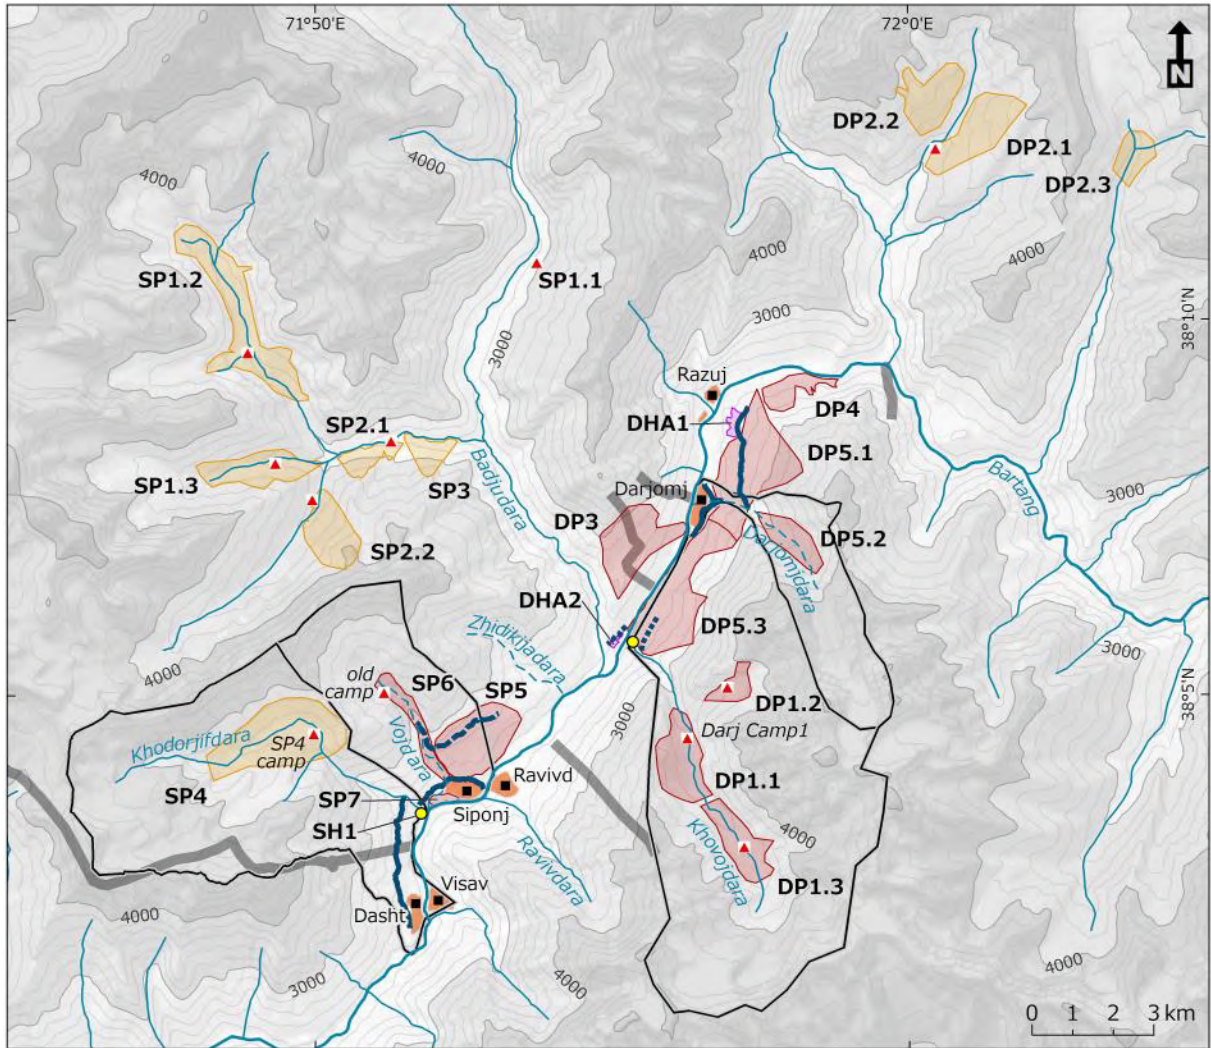 71°50'E
72°0'E
N
DP2.2
DP2.1
DP2.3
4000
4000
4000
4000
SP1.2
SP1.1
38°10'N
3000
3000
Razuj
DP4
DHA1
SP2.1
DP5.1
SP1.3
SP3
Badjudara
Bartang
3000
Darjomj
DP3
SP2.2
DP5.2
Darjomjdara
DHA2
DP5.3
Zhidikijadara
3000
4000
old
camp
SP6
SP5
DP1.2
38°5'N
3000
Darj Camp1
Khodorjifdara
SP4
camp
Vojdara
SP4
SP7
Ravivd
DP1.1
Siponj
SH1
Ravivdara
Khovojdara
4000
DP1.3
Visav
Dasht
4000
3000
4000
4000
0 1 2 3 km